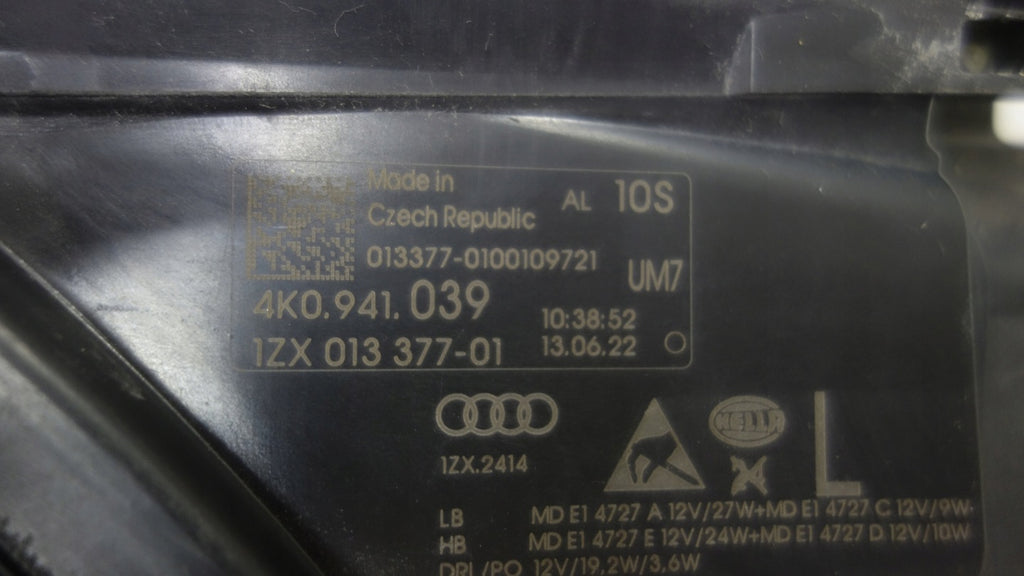 Made in
Czech Republic
AL 10S
013377-0100109721
UM7
4K0.941.039
10:38:52
1ZX 013 377-01
13.06.22
HELLA
1ZX.2414
L
LB MD E1 4727 A 12V/27W+MD E1 4727 C 12V/9W
HB MD E1 4727 E 12V/24W+MD E1 4727 D 12V/10W
DRL/PO 12V/19,2W/3,6W